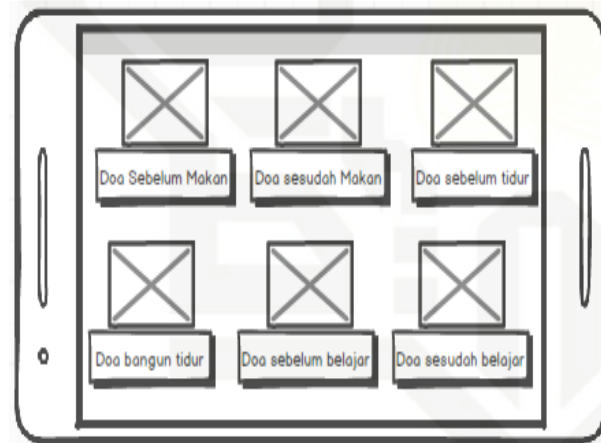 Doa Sebelum Makan
Doa sesudah Makan
Doa sebelum tidur
Doa bangun tidur
Doa sebelum belajar
Doa sesudah belajar